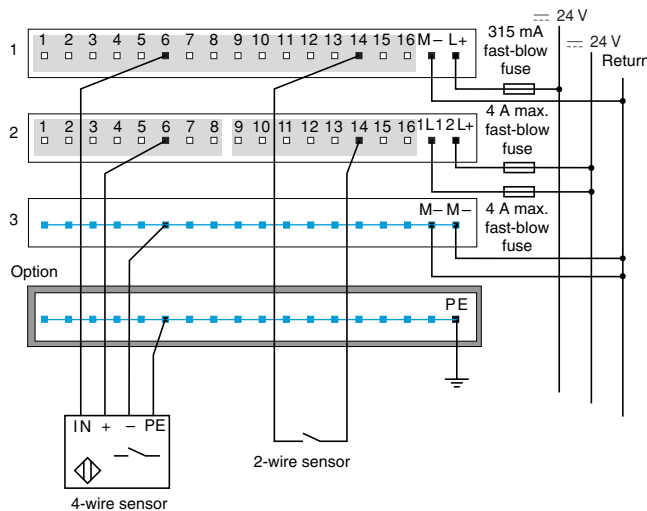 24 V
315 mA
fast-blow
fuse
24 V
Return
1
1 2 3 4 5 6 7 8 9 10 11 12 13 14 15 16 M− L+
4 A max.
fast-blow
fuse
2
1 2 3 4 5 6 7 8 9 10 11 12 13 14 15 16 1L1 2 L+
3
M− M−
4 A max.
fast-blow
fuse
Option
PE
IN + − PE
2-wire sensor
4-wire sensor